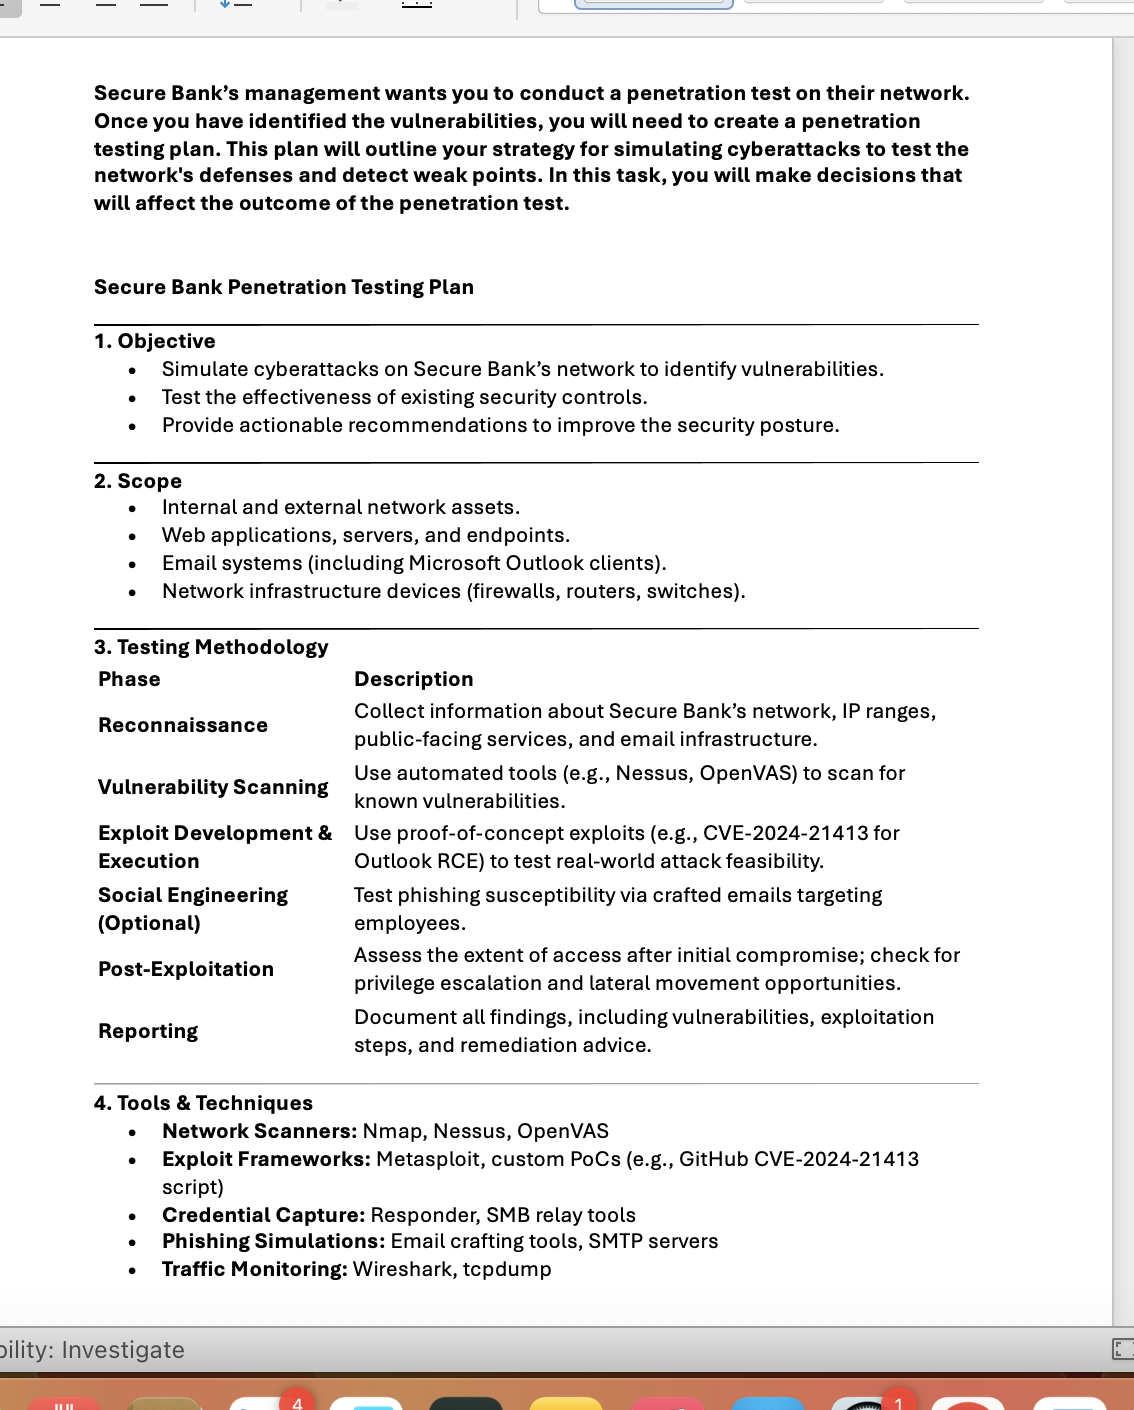 Secure Bank’s management wants you to conduct a penetration test on their network.
Once you have identified the vulnerabilities, you will need to create a penetration
testing plan. This plan will outline your strategy for simulating cyberattacks to test the
network's defenses and detect weak points. In this task, you will make decisions that
will affect the outcome of the penetration test.
Secure Bank Penetration Testing Plan
1. Objective
• Simulate cyberattacks on Secure Bank’s network to identify vulnerabilities.
• Test the effectiveness of existing security controls.
• Provide actionable recommendations to improve the security posture.
2. Scope
• Internal and external network assets.
• Web applications, servers, and endpoints.
• Email systems (including Microsoft Outlook clients).
• Network infrastructure devices (firewalls, routers, switches).
3. Testing Methodology
Phase Description
Reconnaissance Collect information about Secure Bank’s network, IP ranges,
public-facing services, and email infrastructure.
Vulnerability Scanning Use automated tools (e.g., Nessus, OpenVAS) to scan for
known vulnerabilities.
Exploit Development & Use proof-of-concept exploits (e.g., CVE-2024-21413 for
Execution Outlook RCE) to test real-world attack feasibility.
Social Engineering Test phishing susceptibility via crafted emails targeting
(Optional) employees.
Post-Exploitation Assess the extent of access after initial compromise; check for
privilege escalation and lateral movement opportunities.
Reporting Document all findings, including vulnerabilities, exploitation
steps, and remediation advice.
4. Tools & Techniques
• Network Scanners: Nmap, Nessus, OpenVAS
• Exploit Frameworks: Metasploit, custom PoCs (e.g., GitHub CVE-2024-21413
script)
• Credential Capture: Responder, SMB relay tools
• Phishing Simulations: Email crafting tools, SMTP servers
• Traffic Monitoring: Wireshark, tcpdump
bility: Investigate
4 1